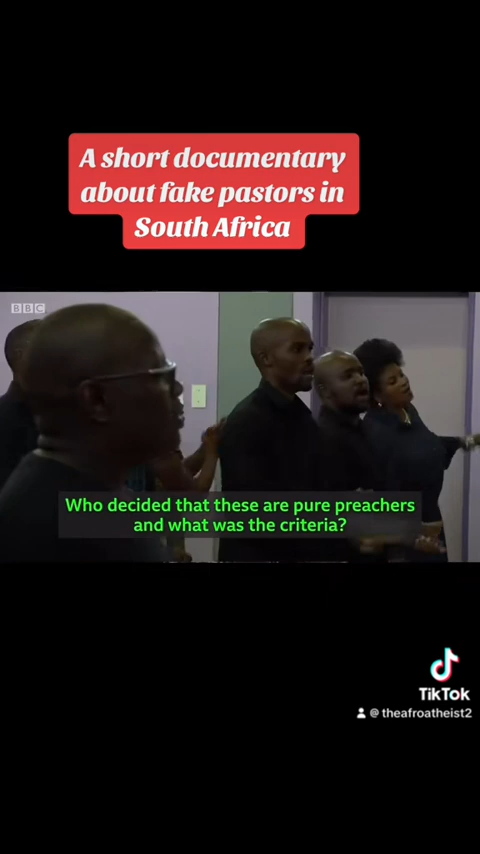 A short documentary
about fake pastors in
South Africa
BBC
Who decided that these are pure preachers
and what was the criteria?
TikTok
@ theafroatheist2